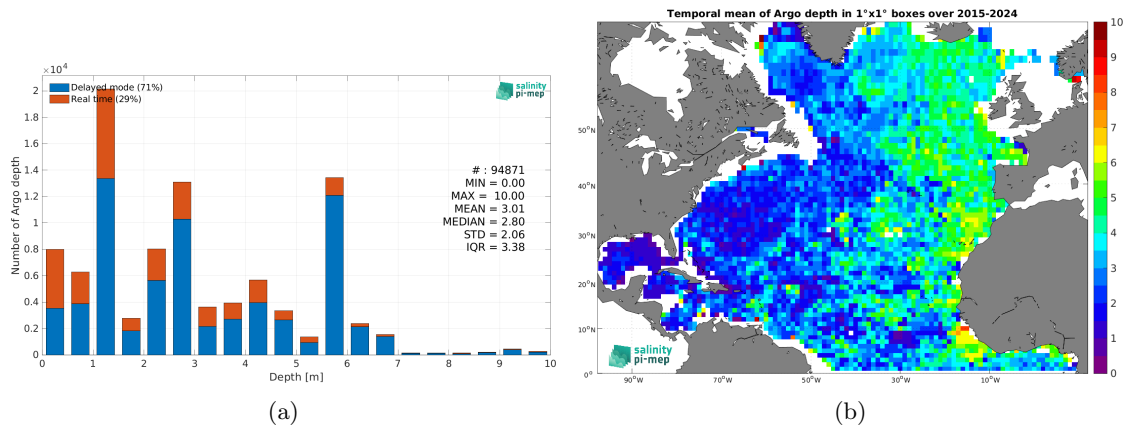 ×10⁴
2
1.8
1.6
1.4
1.2
1
0.8
0.6
0.4
0.2
0
Number of Argo depth
Delayed mode (71%)
Real time (29%)
salinity
pi-mep
# : 94871
MIN = 0.00
MAX = 10.00
MEAN = 3.01
MEDIAN = 2.80
STD = 2.06
IQR = 3.38
0 1 2 3 4 5 6 7 8 9 10
Depth [m]
(a)
Temporal mean of Argo depth in 1°x1° boxes over 2015-2024
50°N
40°N
30°N
20°N
10°N
0°
90°W 70°W 50°W 30°W 10°W
salinity
pi-mep
10
9
8
7
6
5
4
3
2
1
0
(b)